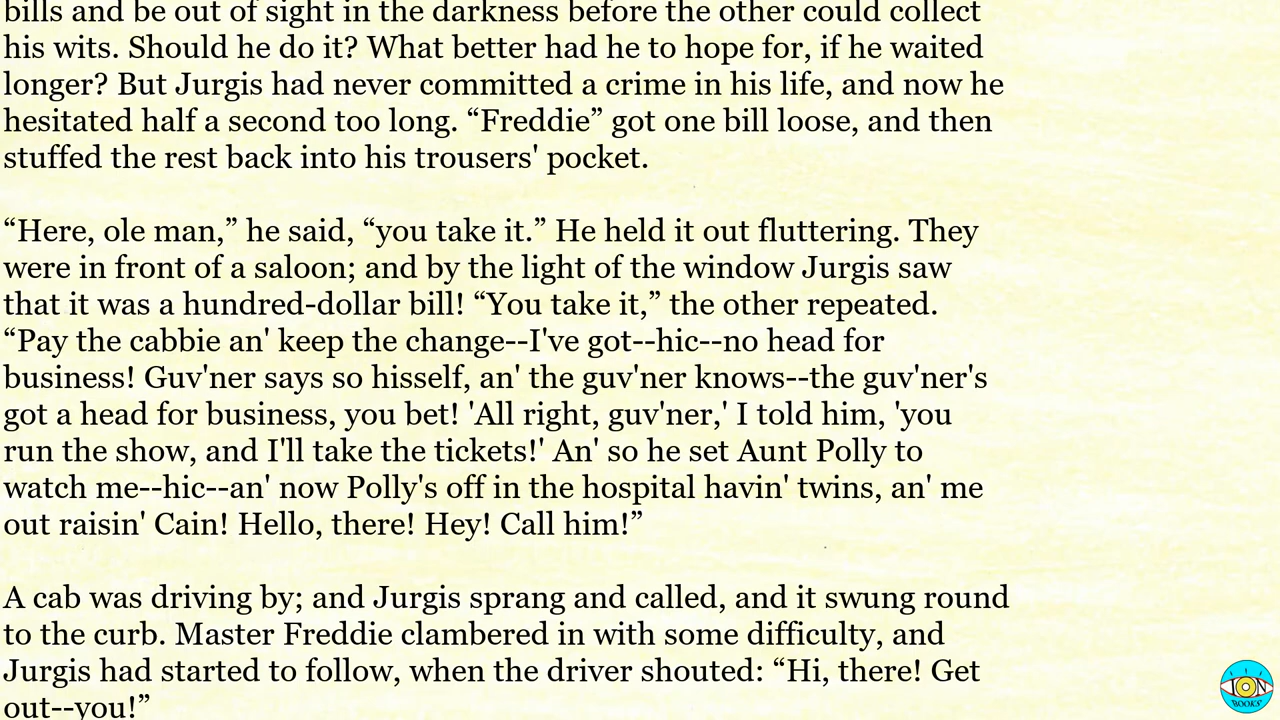 bills and be out of sight in the darkness before the other could collect
his wits. Should he do it? What better had he to hope for, if he waited
longer? But Jurgis had never committed a crime in his life, and now he
hesitated half a second too long. “Freddie” got one bill loose, and then
stuffed the rest back into his trousers' pocket.
“Here, ole man,” he said, “you take it.” He held it out fluttering. They
were in front of a saloon; and by the light of the window Jurgis saw
that it was a hundred-dollar bill! “You take it,” the other repeated.
“Pay the cabbie an' keep the change--I've got--hic--no head for
business! Guv'ner says so hisself, an' the guv'ner knows--the guv'ner's
got a head for business, you bet! 'All right, guv'ner,' I told him, 'you
run the show, and I'll take the tickets!' An' so he set Aunt Polly to
watch me--hic--an' now Polly's off in the hospital havin' twins, an' me
out raisin' Cain! Hello, there! Hey! Call him!”
A cab was driving by; and Jurgis sprang and called, and it swung round
to the curb. Master Freddie clambered in with some difficulty, and
Jurgis had started to follow, when the driver shouted: “Hi, there! Get
out--you!”
ION
BOOKS